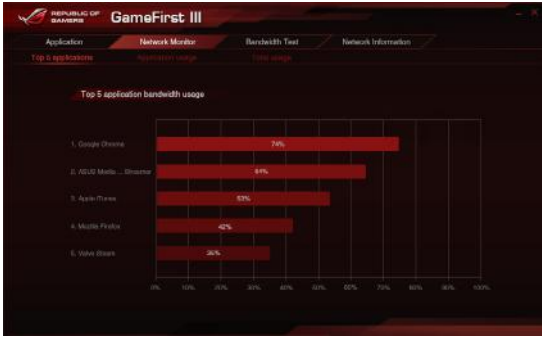 REPUBLIC OF
GAMERS
GameFirst III
Application Network Monitor Bandwidth Test Network Information
Top 5 applications Application usage Total usage
Top 5 application bandwidth usage
1. Google Chrome 74%
2. ASUS Media ... Streamer 64%
3. Apple iTunes 53%
4. Mozilla Firefox 42%
5. Valve Steam 35%
0% 10% 20% 30% 40% 50% 60% 70% 80% 90% 100%